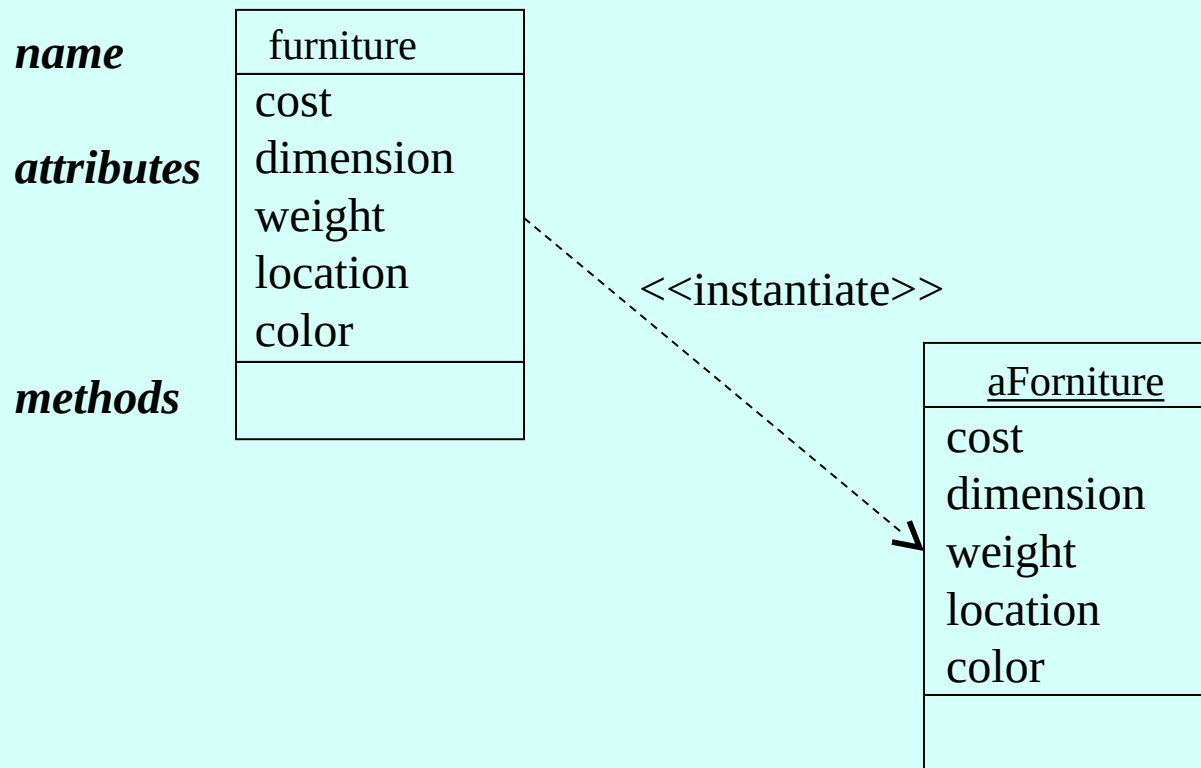 name
furniture
cost
attributes
dimension
weight
location
color
methods
<<instantiate>>
aForniture
cost
dimension
weight
location
color